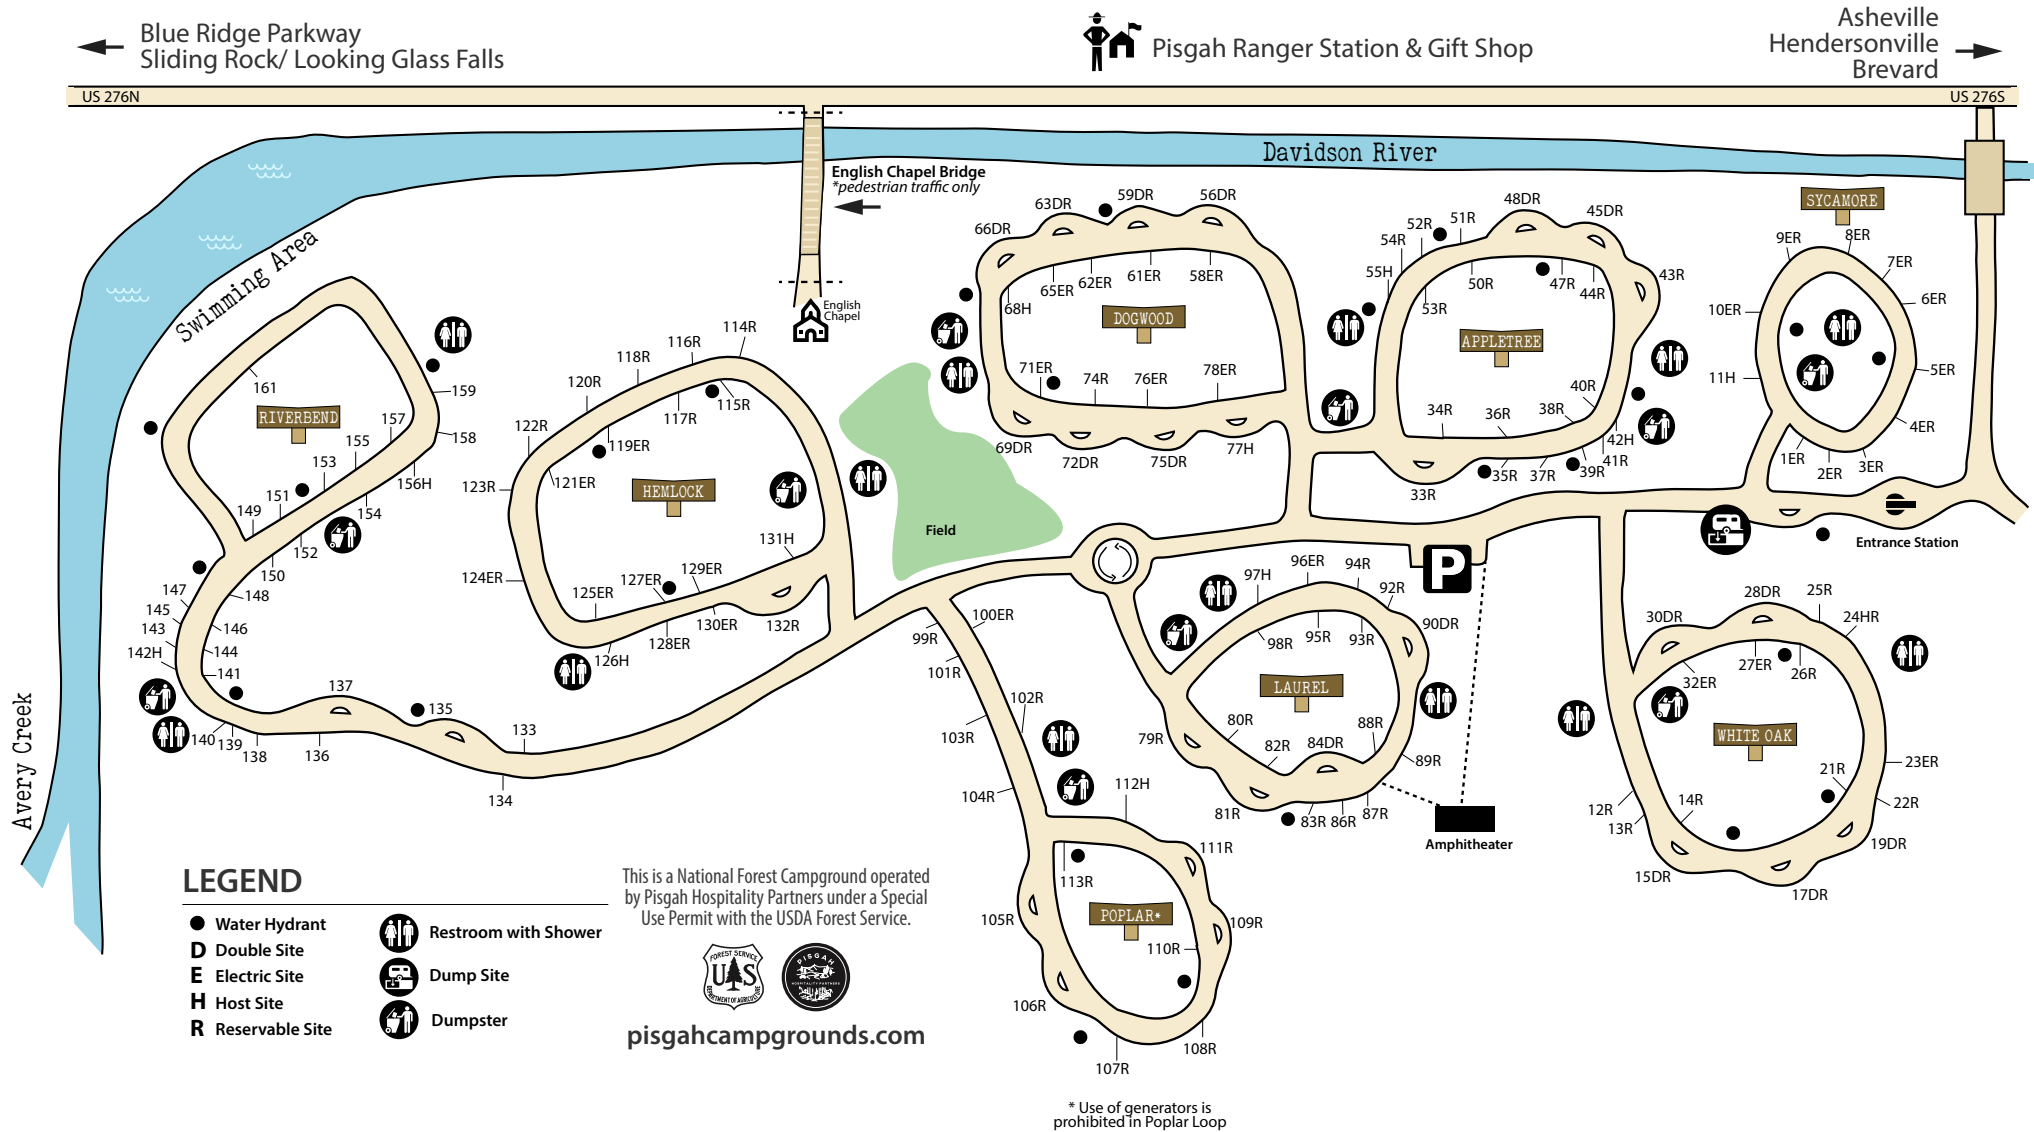 Blue Ridge Parkway
Sliding Rock/ Looking Glass Falls
Pisgah Ranger Station & Gift Shop
Asheville
Hendersonville
Brevard
US 276N
US 276S
Davidson River
English Chapel Bridge
*pedestrian traffic only
English
Chapel
Swimming Area
Avery Creek
SYCAMORE
9ER
8ER
7ER
6ER
5ER
4ER
3ER
2ER
1ER
11H
10ER
DOGWOOD
66DR
63DR
59DR
56DR
68H
65ER
62ER
61ER
58ER
71ER
74R
76ER
78ER
69DR
72DR
75DR
77H
APPLETREE
55H
54R
52R
51R
48DR
45DR
43R
53R
50R
47R
44R
34R
36R
38R
40R
42H
41R
39R
37R
35R
33R
RIVERBEND
161
159
158
157
155
153
151
149
156H
154
152
150
148
147
145
143
142H
146
144
141
140
139
138
137
136
135
134
133
HEMLOCK
114R
116R
118R
120R
122R
123R
124ER
115R
117R
119ER
121ER
125ER
126H
127ER
128ER
129ER
130ER
131H
132R
Field
Entrance Station
P
LAUREL
97H
96ER
94R
92R
90DR
98R
95R
93R
79R
80R
82R
84DR
88R
89R
81R
83R
86R
87R
Amphitheater
WHITE OAK
30DR
28DR
25R
24HR
32ER
27ER
26R
23ER
22R
21R
19DR
17DR
15DR
14R
13R
12R
POPLAR*
100ER
99R
101R
102R
103R
104R
112H
111R
113R
105R
109R
110R
106R
107R
108R
* Use of generators is
prohibited in Poplar Loop
LEGEND
Water Hydrant
D Double Site
E Electric Site
H Host Site
R Reservable Site
Restroom with Shower
Dump Site
Dumpster
This is a National Forest Campground operated
by Pisgah Hospitality Partners under a Special
Use Permit with the USDA Forest Service.
FOREST SERVICE
U S
DEPARTMENT OF AGRICULTURE
PISGAH
HOSPITALITY PARTNERS
pisgahcampgrounds.com